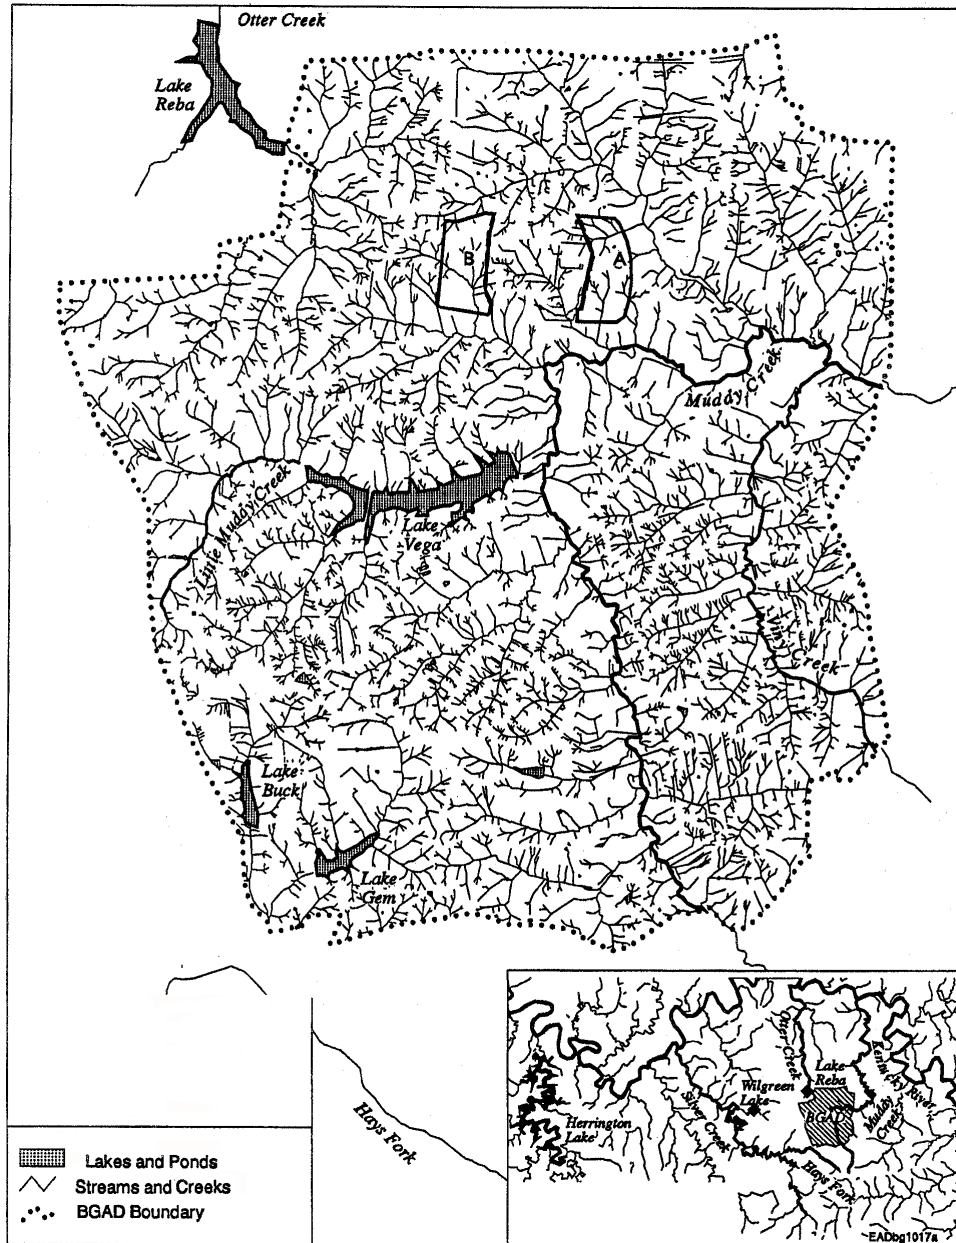 Otter Creek
Lake
Reba
B
A
Muddy Creek
Little Muddy Creek
Lake
Vega
Viny Creek
Lake
Buck
Lake
Gem
Hays Fork
Lakes and Ponds
Streams and Creeks
BGAD Boundary
Otter Creek
Kentucky River
Lake
Reba
Wilgreen
Lake
BGAD
Muddy
Creek
Silver Creek
Herrington
Lake
Hays Fork
EADbg1017a